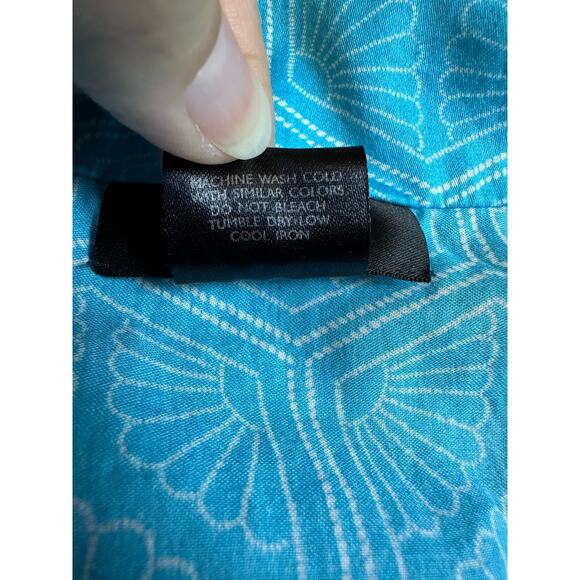 MACHINE WASH COLD
WITH SIMILAR COLORS
DO NOT BLEACH
TUMBLE DRY LOW
COOL IRON